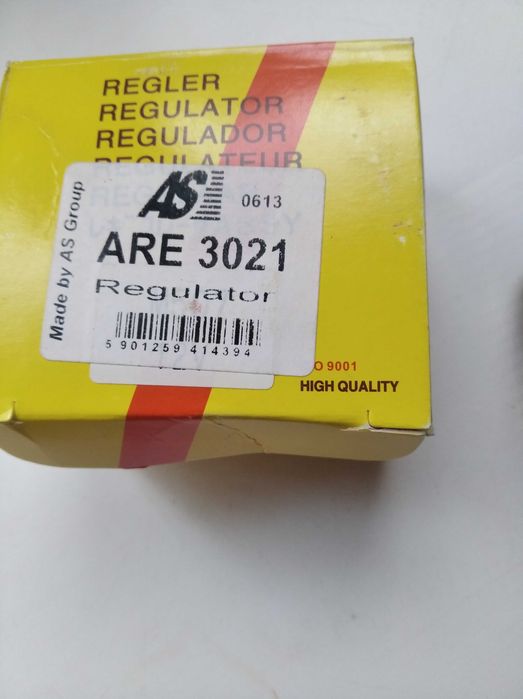 REGLER
REGULATOR
REGULADOR
REGULATEUR
AS
0613
ARE 3021
Regulator
5 901259 414394
Made by AS Group
O 9001
HIGH QUALITY